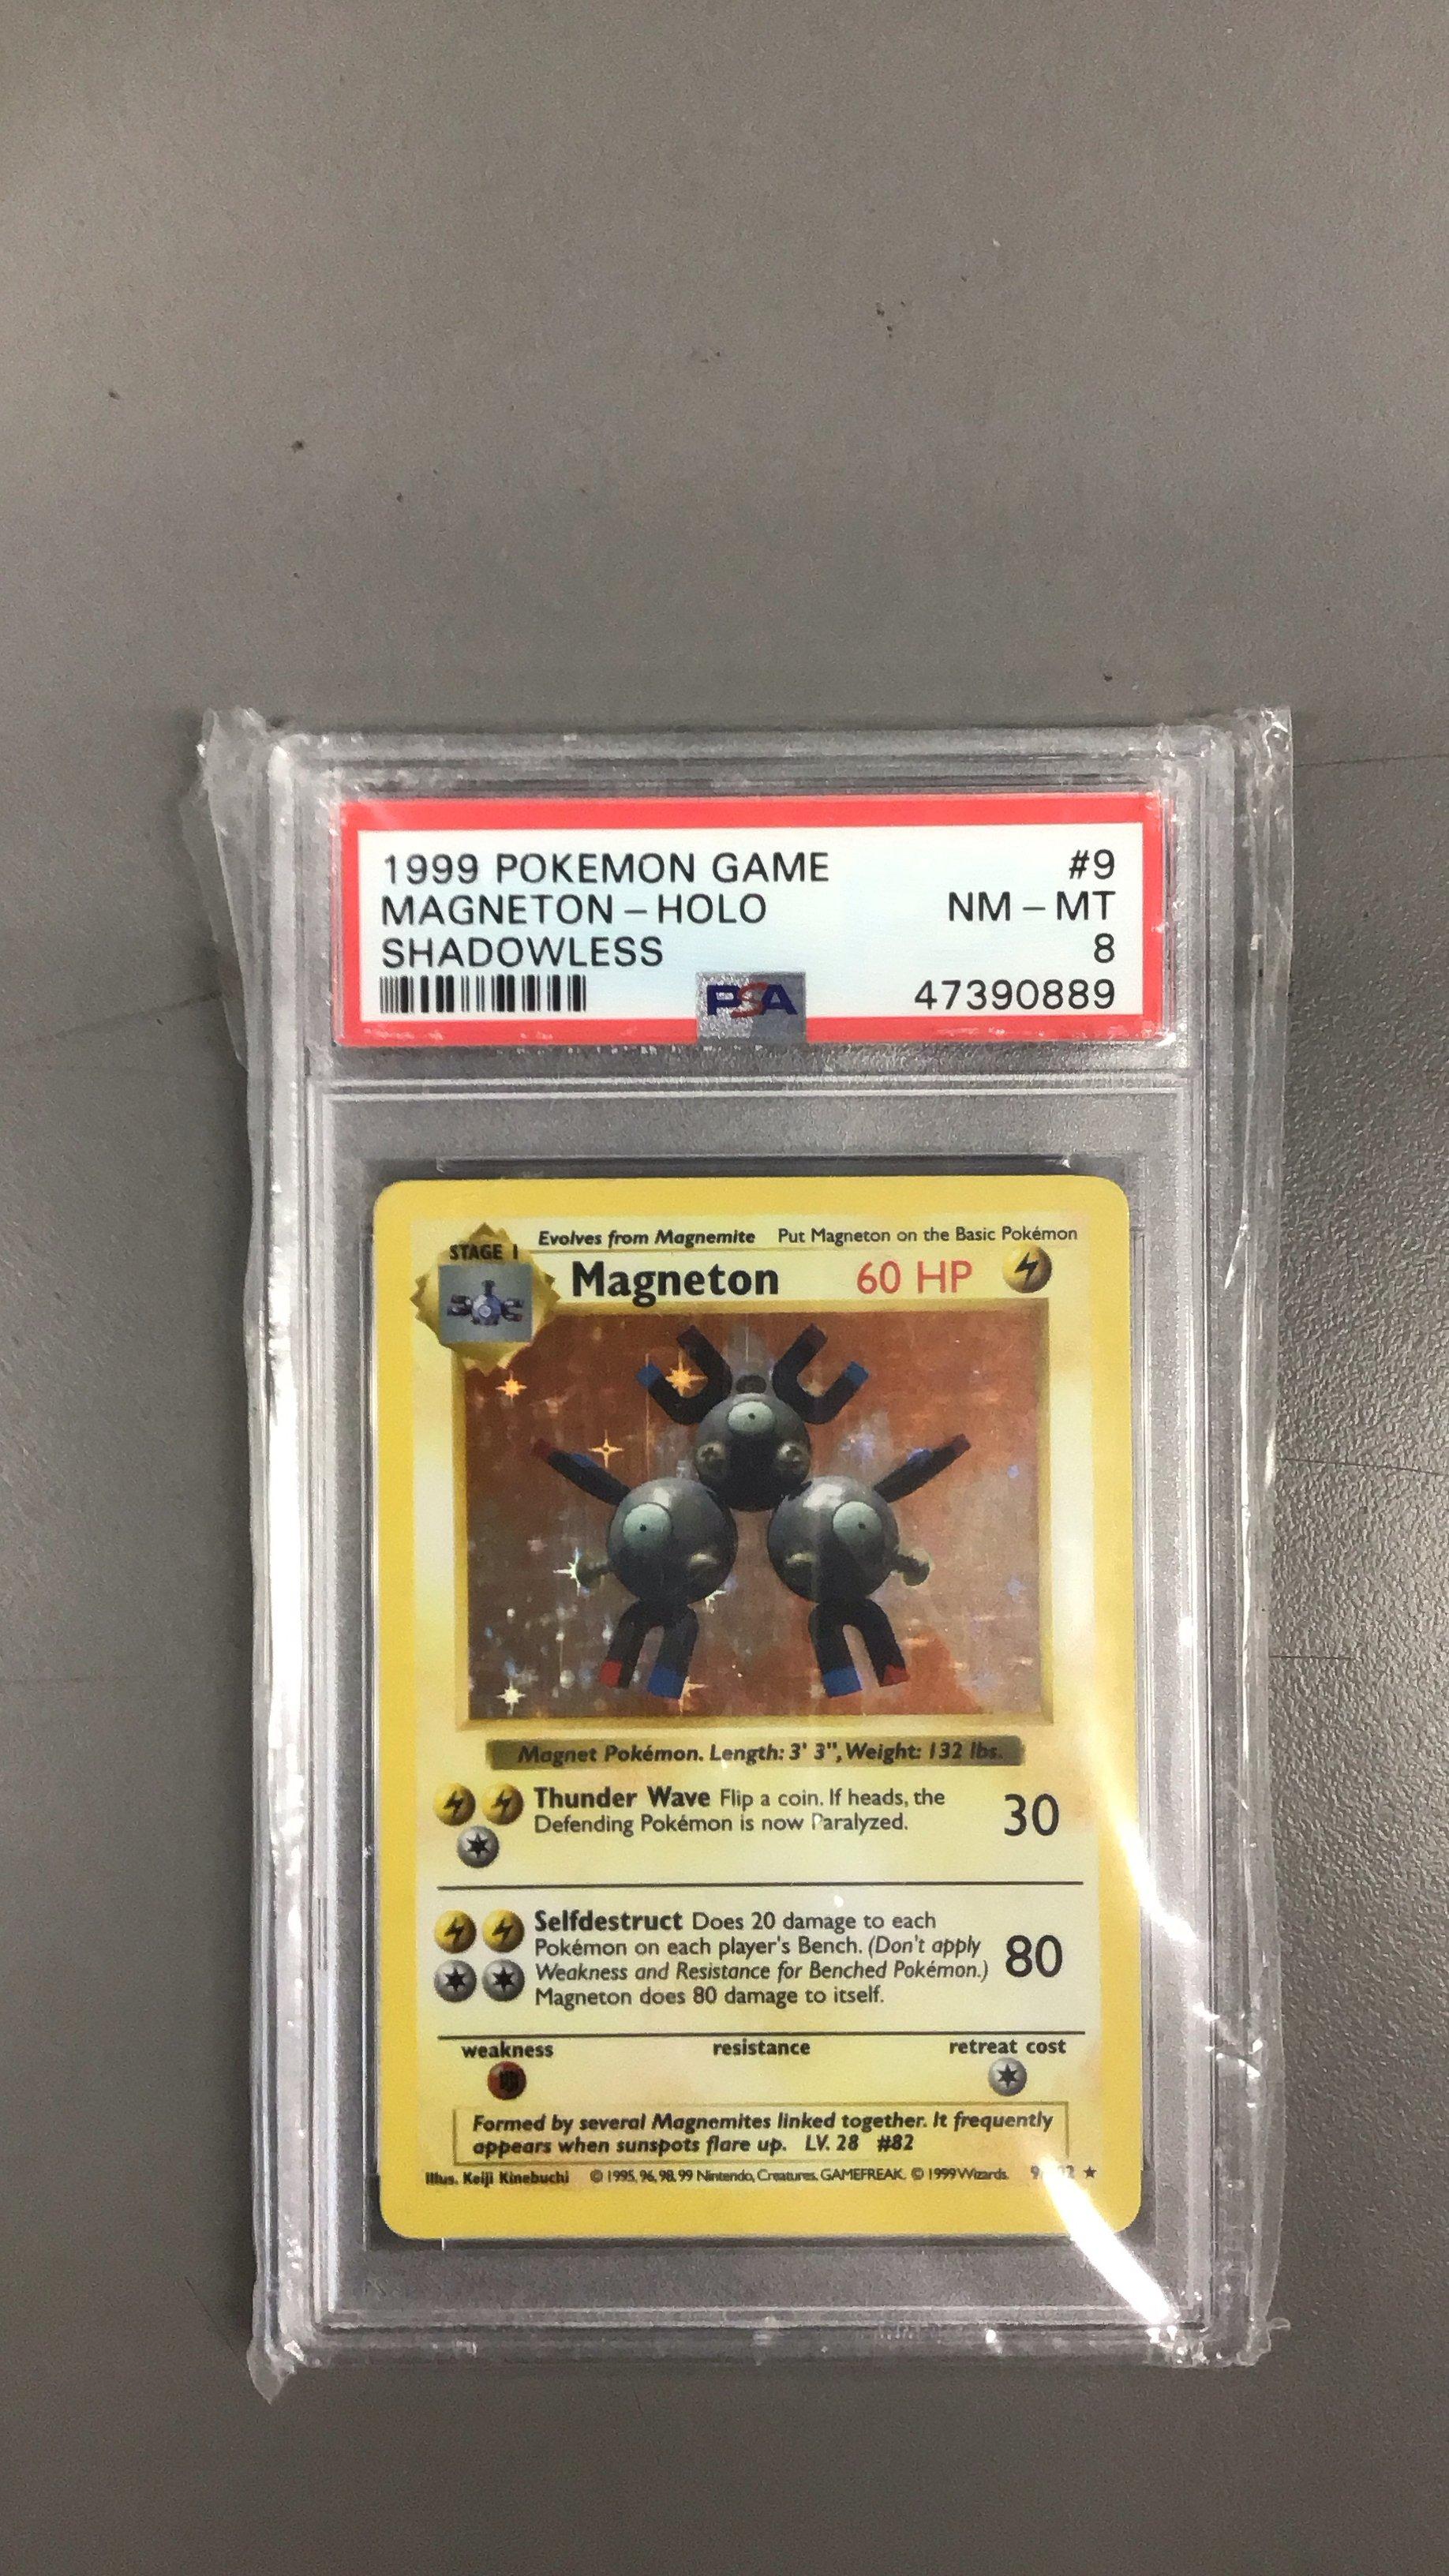 1999 POKEMON GAME #9
MAGNETON – HOLO NM – MT
SHADOWLESS 8
PSA 47390889
Evolves from Magnemite Put Magneton on the Basic Pokémon
STAGE 1
Magneton 60 HP
Magnet Pokémon. Length: 3' 3", Weight: 132 lbs.
Thunder Wave Flip a coin. If heads, the
Defending Pokémon is now Paralyzed.
30
Selfdestruct Does 20 damage to each
Pokémon on each player's Bench. (Don't apply
Weakness and Resistance for Benched Pokémon.)
Magneton does 80 damage to itself.
80
weakness resistance retreat cost
Formed by several Magnemites linked together. It frequently
appears when sunspots flare up. LV. 28 #82
Illus. Keiji Kinebuchi © 1995, 96, 98, 99 Nintendo, Creatures, GAMEFREAK. © 1999 Wizards.